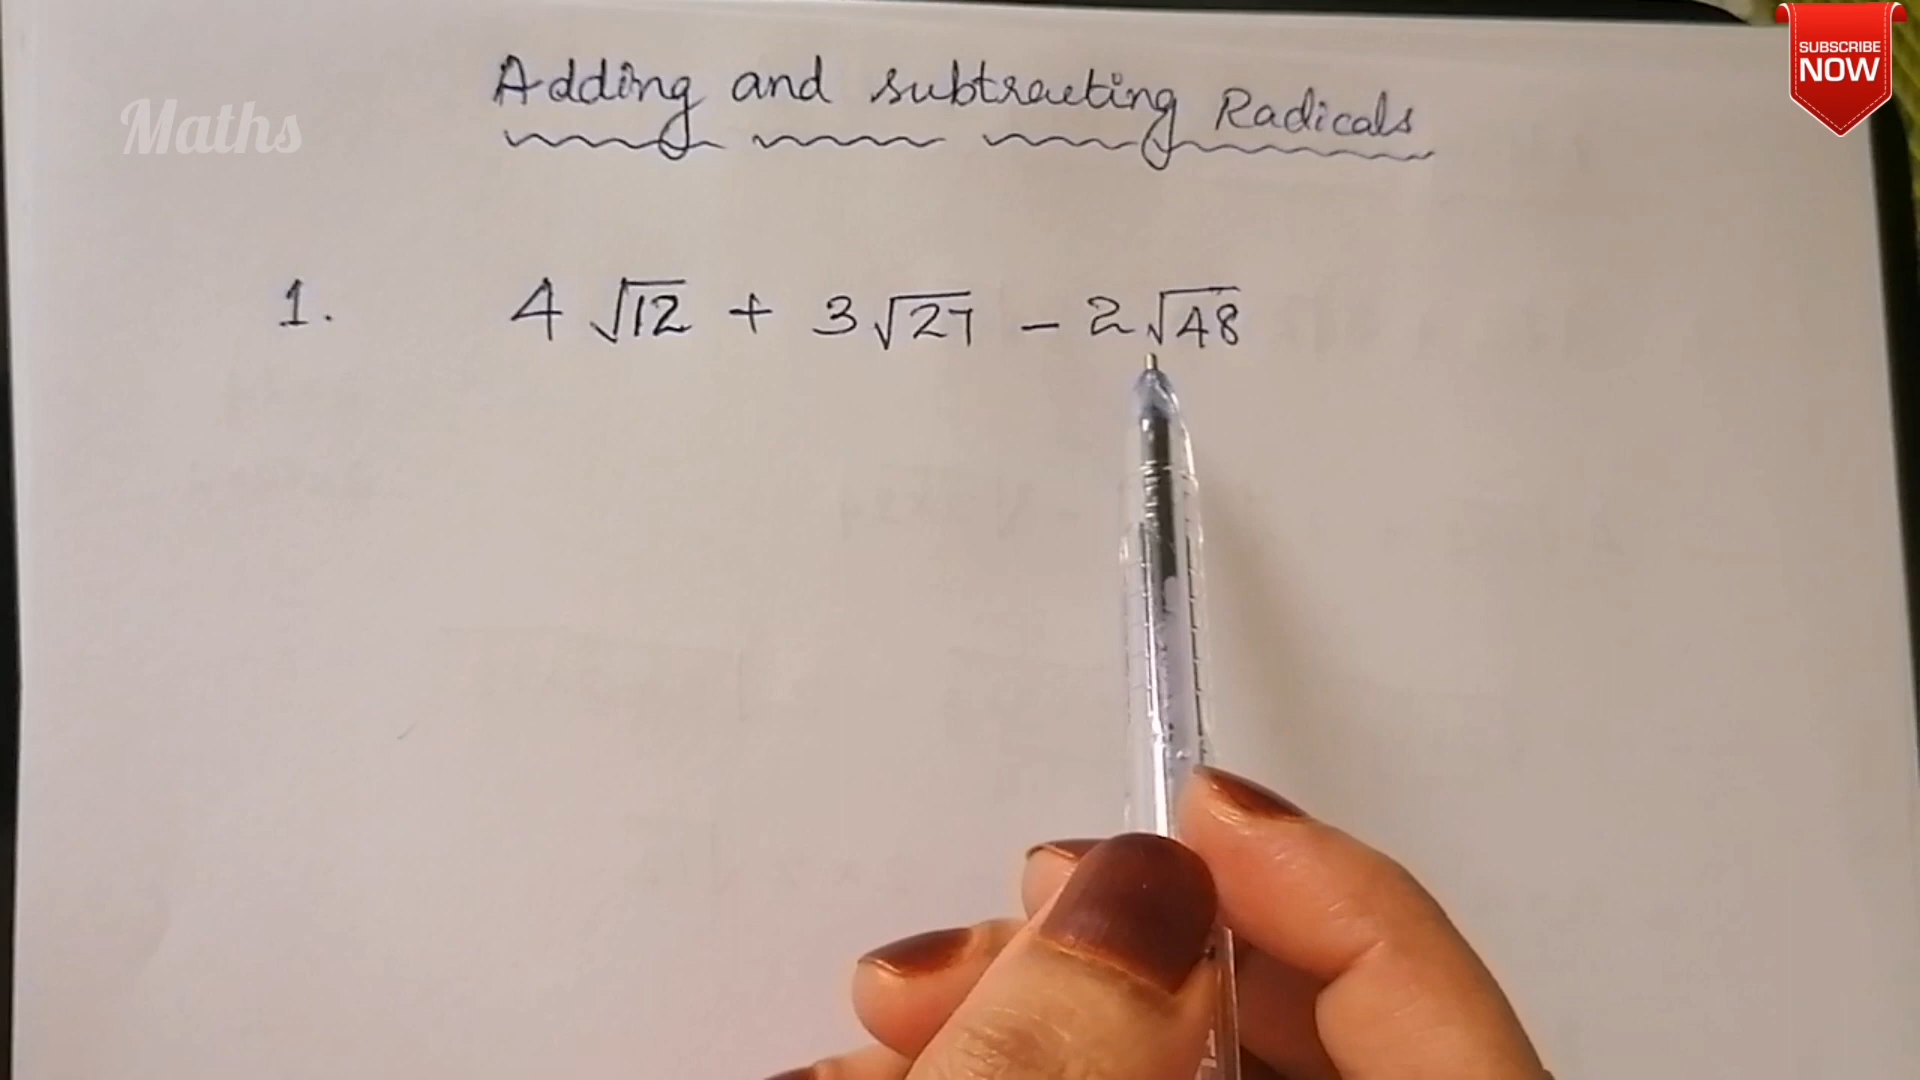 Maths
SUBSCRIBE
NOW
Adding and subtracting Radicals
1. 4 √12 + 3 √27 - 2 √48